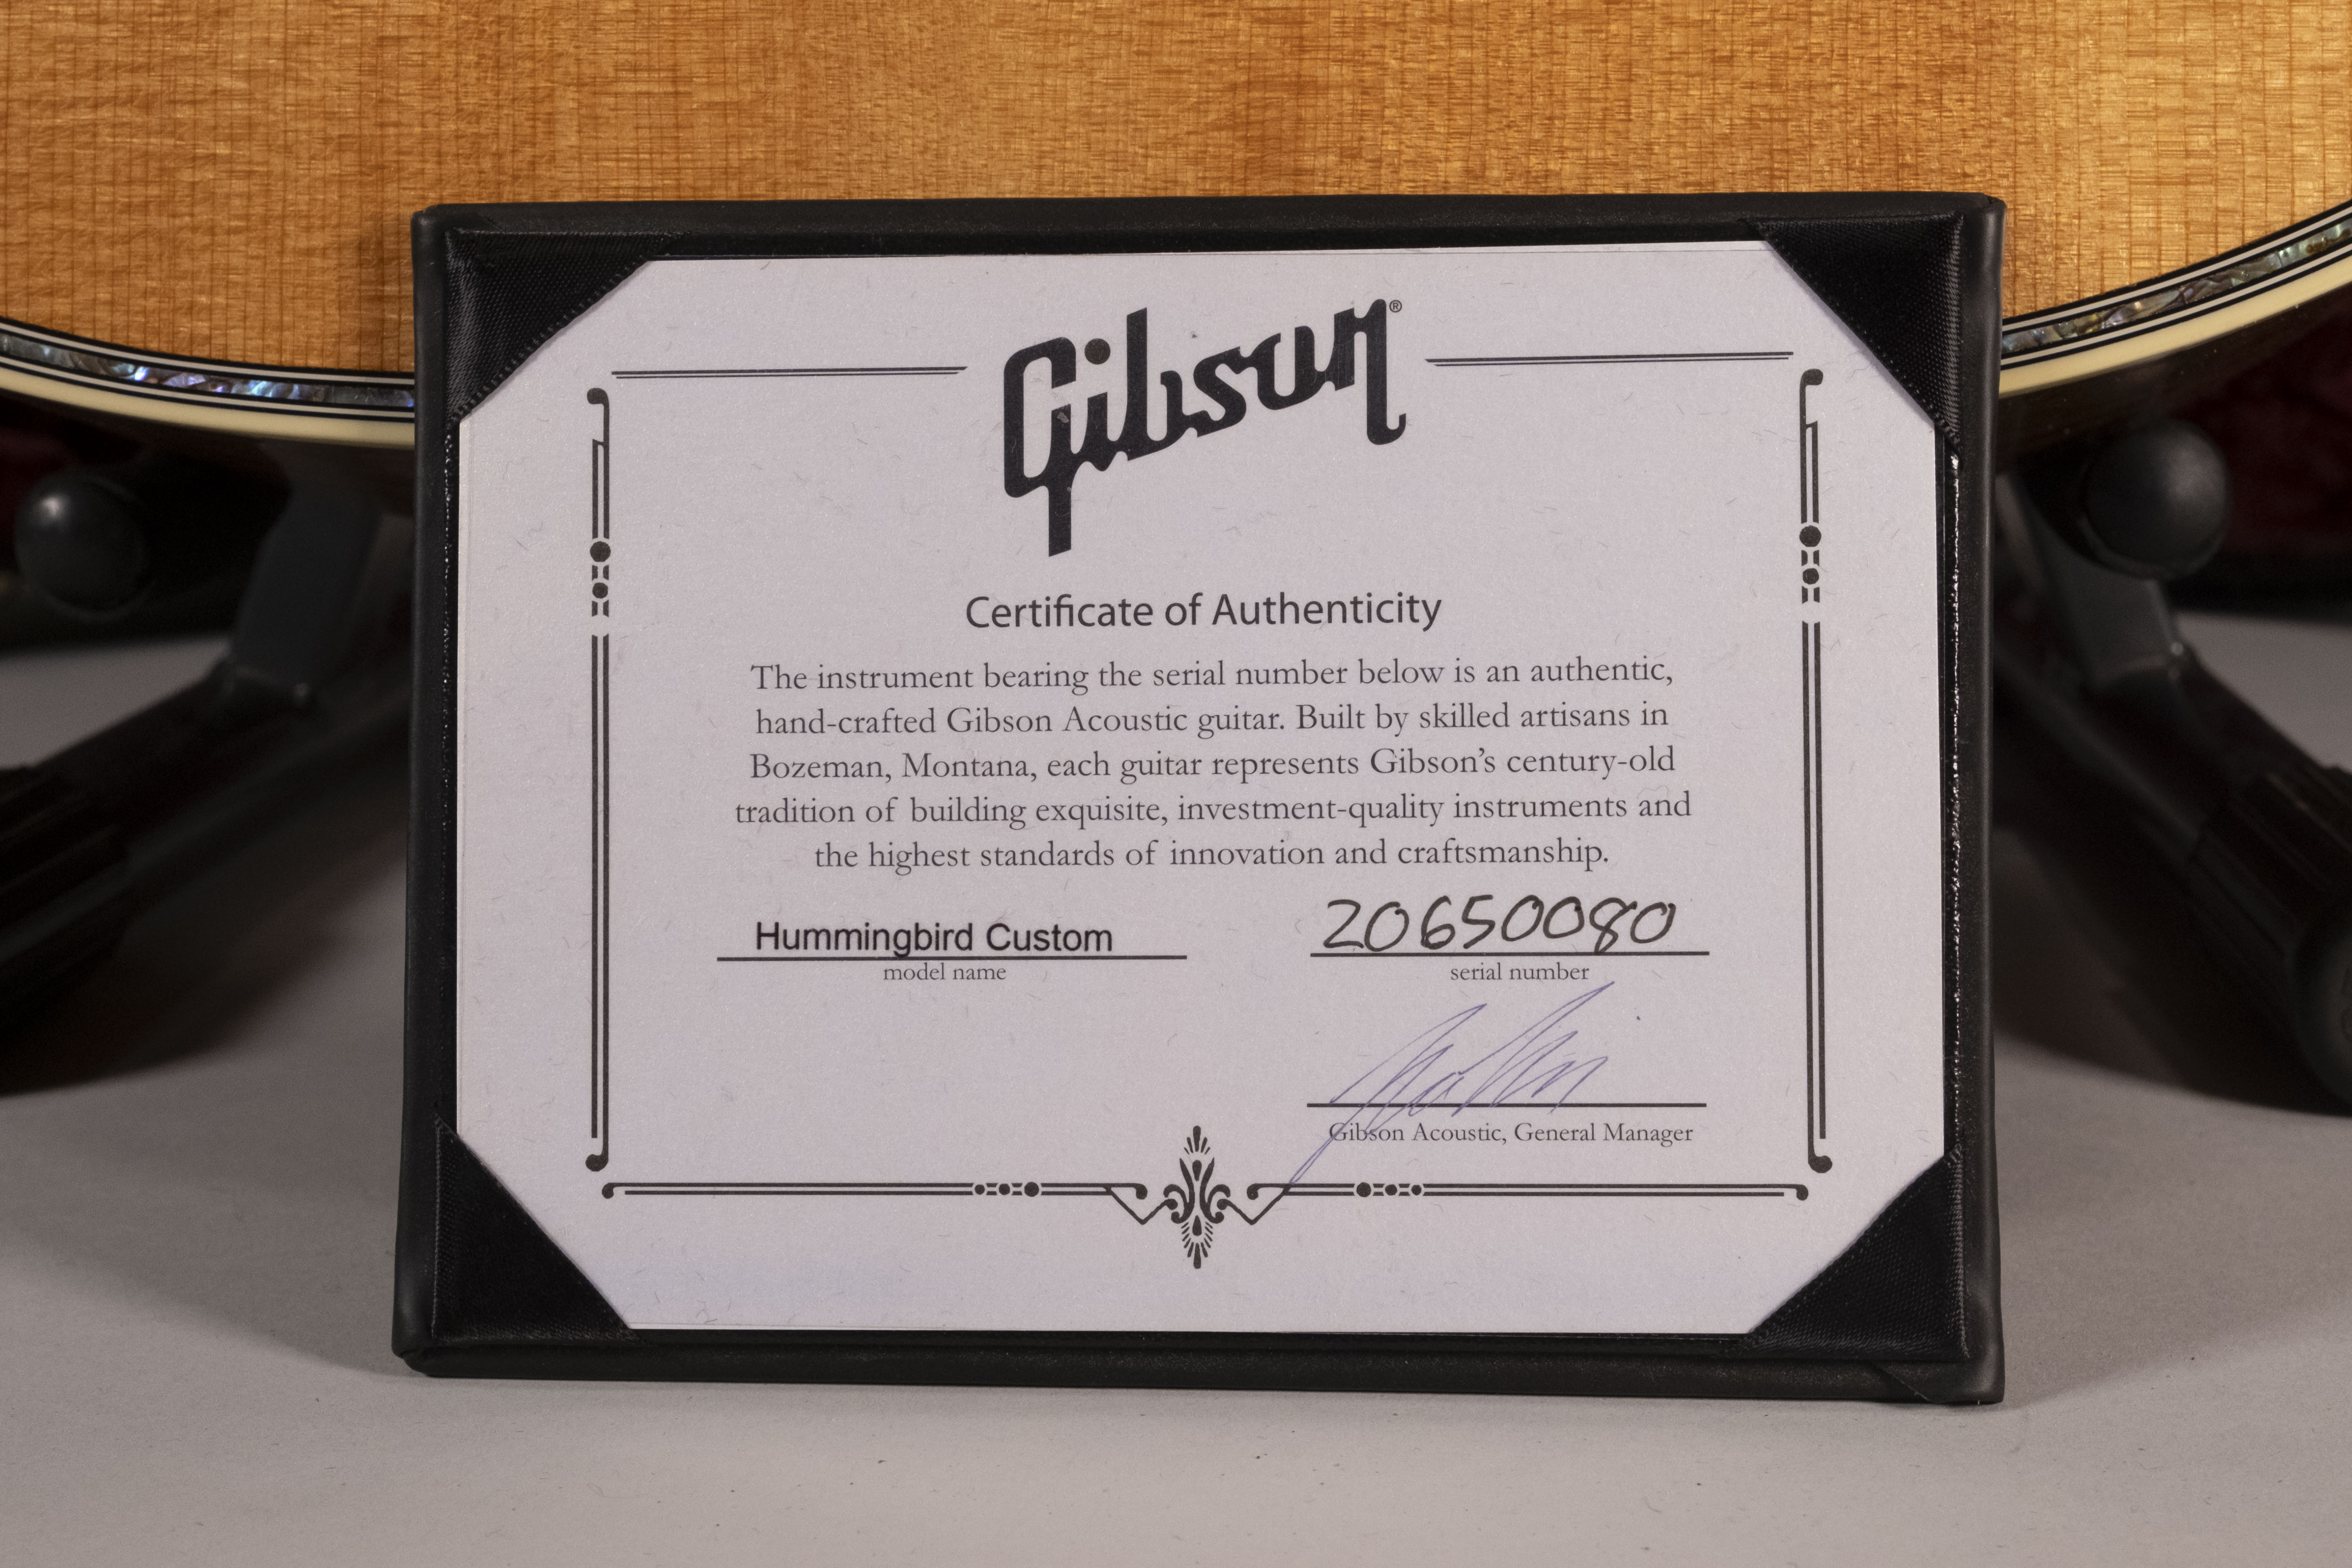 Gibson®
Certificate of Authenticity
The instrument bearing the serial number below is an authentic,
hand-crafted Gibson Acoustic guitar. Built by skilled artisans in
Bozeman, Montana, each guitar represents Gibson's century-old
tradition of building exquisite, investment-quality instruments and
the highest standards of innovation and craftsmanship.
Hummingbird Custom
model name
20650080
serial number
Gibson Acoustic, General Manager